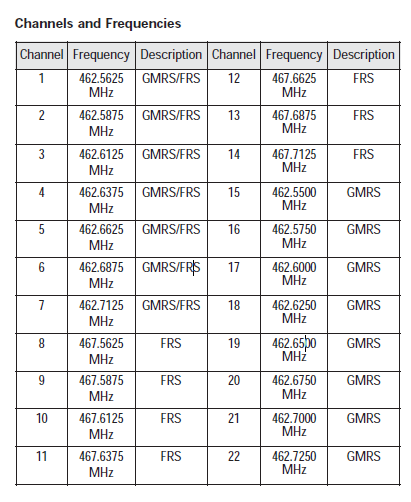 Channels and Frequencies
Channel Frequency Description Channel Frequency Description
1 462.5625 MHz GMRS/FRS 12 467.6625 MHz FRS
2 462.5875 MHz GMRS/FRS 13 467.6875 MHz FRS
3 462.6125 MHz GMRS/FRS 14 467.7125 MHz FRS
4 462.6375 MHz GMRS/FRS 15 462.5500 MHz GMRS
5 462.6625 MHz GMRS/FRS 16 462.5750 MHz GMRS
6 462.6875 MHz GMRS/FRS 17 462.6000 MHz GMRS
7 462.7125 MHz GMRS/FRS 18 462.6250 MHz GMRS
8 467.5625 MHz FRS 19 462.6500 MHz GMRS
9 467.5875 MHz FRS 20 462.6750 MHz GMRS
10 467.6125 MHz FRS 21 462.7000 MHz GMRS
11 467.6375 MHz FRS 22 462.7250 MHz GMRS